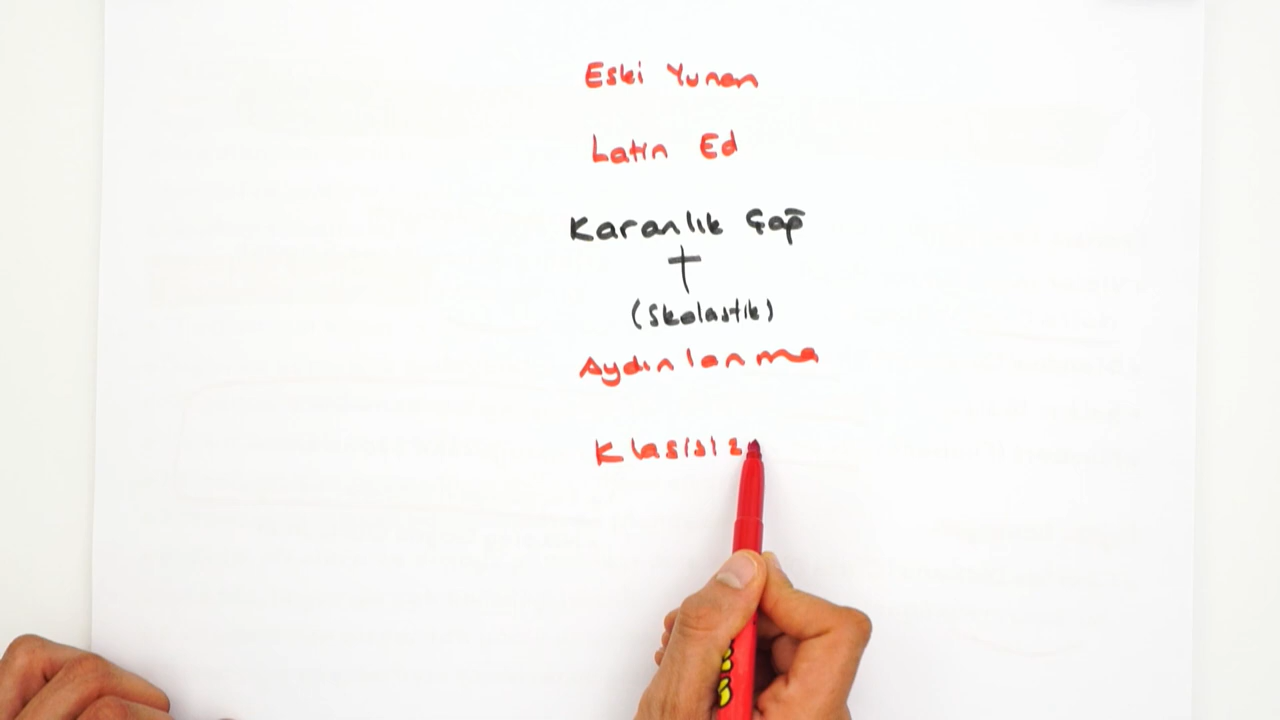 Eski Yunan
Latin Ed
Karanlık Çağ
(Skolastik)
Aydınlanma
Klasisiz